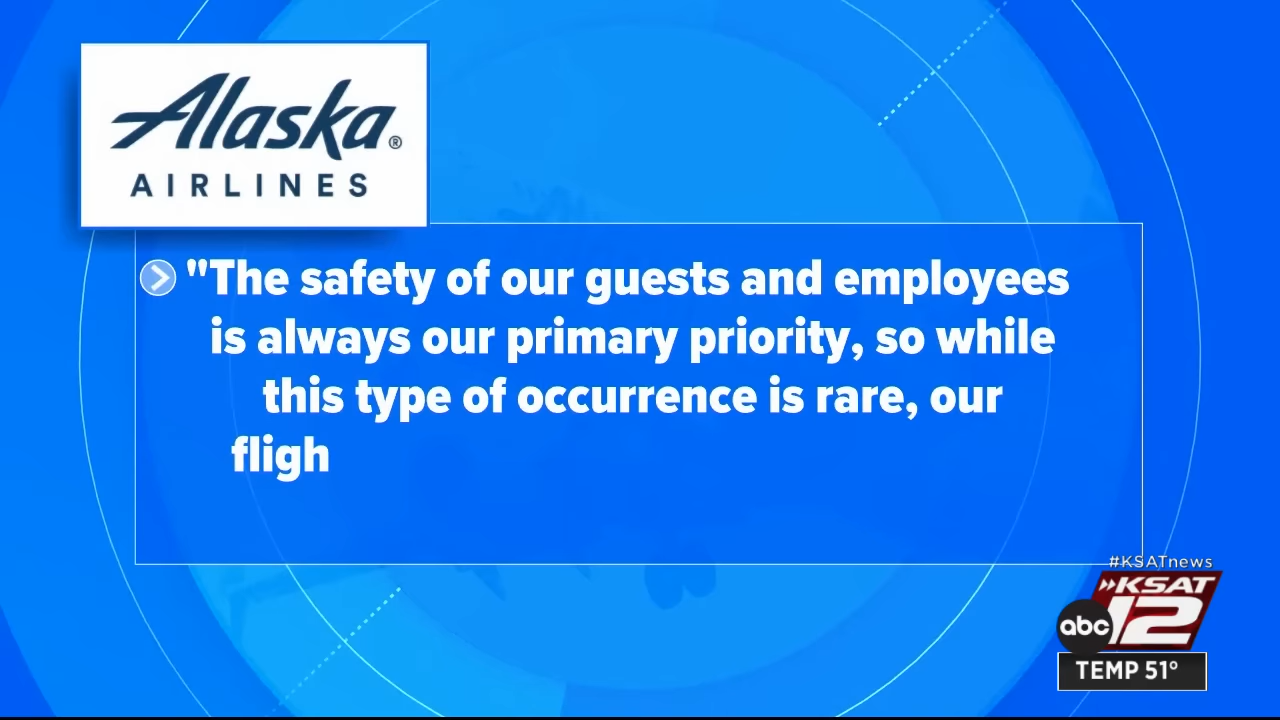 Alaska®
AIRLINES
"The safety of our guests and employees
is always our primary priority, so while
this type of occurrence is rare, our
fligh
#KSATnews
KSAT
abc 12
TEMP 51°